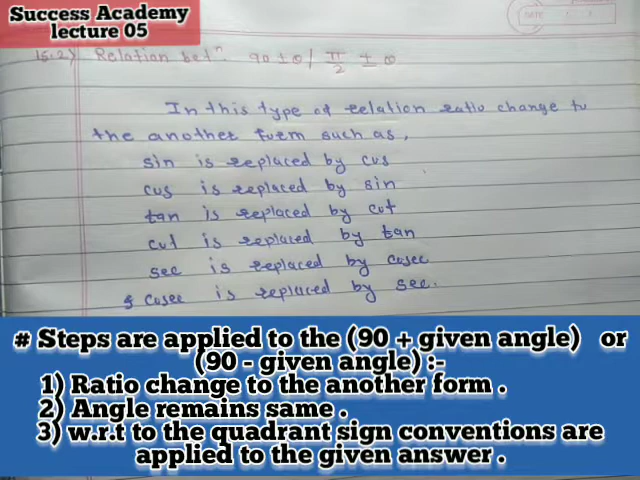 Success Academy
lecture 05
DATE
15.2) Relation betn 90 ± θ / π/2 ± θ
In this type of relation ratio change to
the another form such as,
sin is replaced by cos
cos is replaced by sin
tan is replaced by cot
cot is replaced by tan
sec is replaced by cosec
& cosec is replaced by sec.
# Steps are applied to the (90 + given angle) or
(90 - given angle) :-
1) Ratio change to the another form .
2) Angle remains same .
3) w.r.t to the quadrant sign conventions are
applied to the given answer .